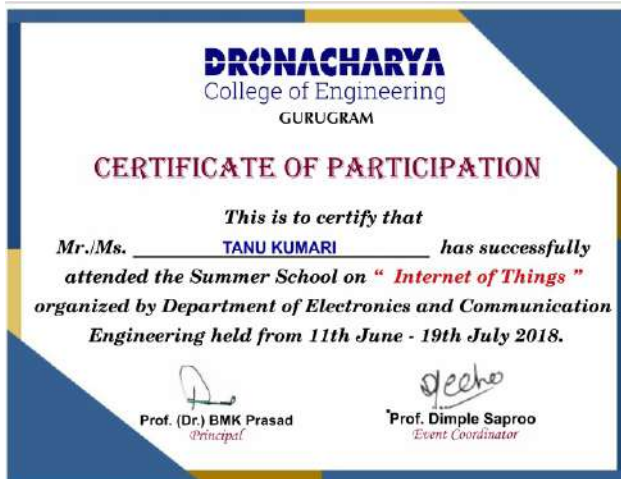 DRONACHARYA
College of Engineering
GURUGRAM
CERTIFICATE OF PARTICIPATION
This is to certify that
Mr./Ms. TANU KUMARI has successfully
attended the Summer School on “ Internet of Things ”
organized by Department of Electronics and Communication
Engineering held from 11th June - 19th July 2018.
Prof. (Dr.) BMK Prasad
Principal
Prof. Dimple Saproo
Event Coordinator